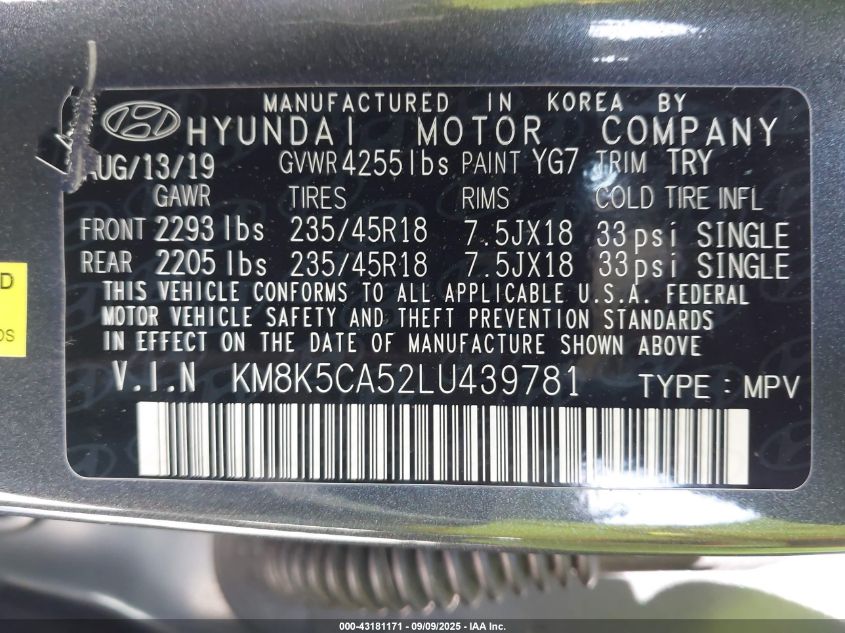 MANUFACTURED IN KOREA BY
HYUNDAI MOTOR COMPANY
AUG/13/19 GVWR 4255 lbs PAINT YG7 TRIM TRY
GAWR TIRES RIMS COLD TIRE INFL
FRONT 2293 lbs 235/45R18 7.5JX18 33 psi SINGLE
REAR 2205 lbs 235/45R18 7.5JX18 33 psi SINGLE
THIS VEHICLE CONFORMS TO ALL APPLICABLE U.S.A. FEDERAL
MOTOR VEHICLE SAFETY AND THEFT PREVENTION STANDARDS
IN EFFECT ON THE DATE OF MANUFACTURE SHOWN ABOVE
V.I.N KM8K5CA52LU439781 TYPE : MPV
D
OS
000-43181171 - 09/09/2025 - IAA Inc.